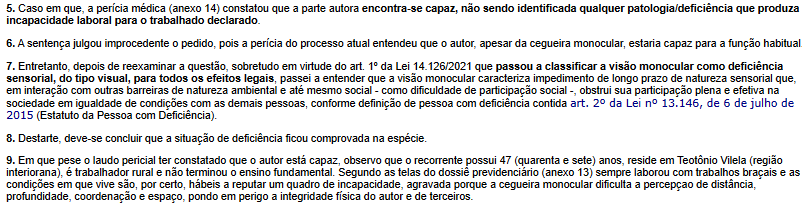 5. Caso em que, a perícia médica (anexo 14) constatou que a parte autora encontra-se capaz, não sendo identificada qualquer patologia/deficiência que produza
incapacidade laboral para o trabalhado declarado.
6. A sentença julgou improcedente o pedido, pois a perícia do processo atual entendeu que o autor, apesar da cegueira monocular, estaria capaz para a função habitual
7. Entretanto, depois de reexaminar a questão, sobretudo em virtude do art. 1º da Lei 14.126/2021 que passou a classificar a visão monocular como deficiência
sensorial, do tipo visual, para todos os efeitos legais, passei a entender que a visão monocular caracteriza impedimento de longo prazo de natureza sensorial que,
em interação com outras barreiras de natureza ambiental e até mesmo social - como dificuldade de participação social -, obstrui sua participação plena e efetiva na
sociedade em igualdade de condições com as demais pessoas, conforme definição de pessoa com deficiência contida art. 2º da Lei nº 13.146, de 6 de julho de
2015 (Estatuto da Pessoa com Deficiência).
8. Destarte, deve-se concluir que a situação de deficiência ficou comprovada na espécie.
9. Em que pese o laudo pericial ter constatado que o autor está capaz, observo que o recorrente possui 47 (quarenta e sete) anos, reside em Teotônio Vilela (região
interiorana), é trabalhador rural e não terminou o ensino fundamental. Segundo as telas do dossiê previdenciário (anexo 13) sempre laborou com trabalhos braçais e as
condições em que vive são, por certo, hábeis a reputar um quadro de incapacidade, agravada porque a cegueira monocular dificulta a percepçao de distância,
profundidade, coordenação e espaço, pondo em perigo a integridade física do autor e de terceiros.